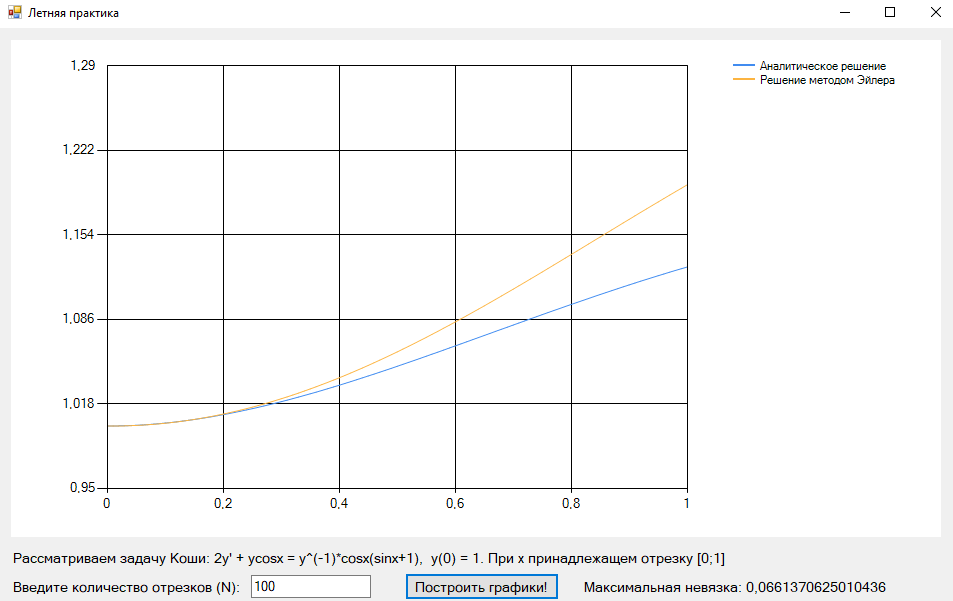 Летняя практика
Аналитическое решение
Решение методом Эйлера
1,29
1,222
1,154
1,086
1,018
0,95
0 0,2 0,4 0,6 0,8 1
Рассматриваем задачу Коши: 2y' + ycosx = y^(-1)*cosx(sinx+1), y(0) = 1. При x принадлежащем отрезку [0;1]
Введите количество отрезков (N): 100 Построить графики! Максимальная невязка: 0,0661370625010436